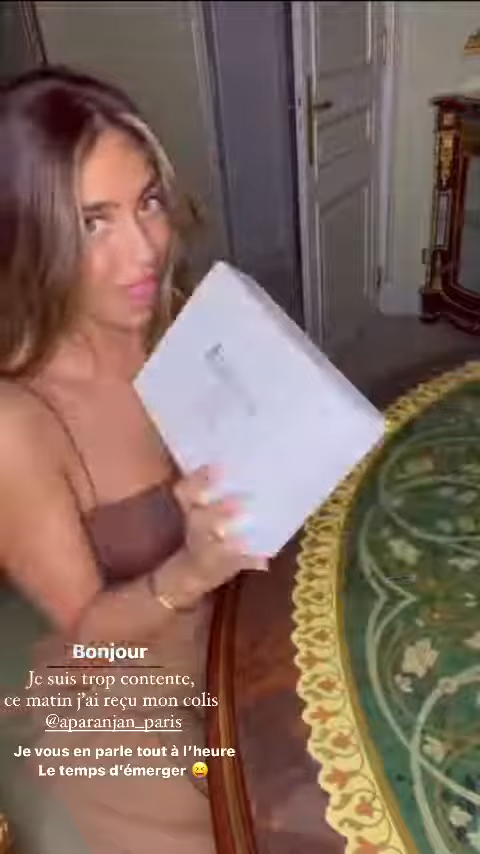 Bonjour
Je suis trop contente,
ce matin j'ai reçu mon colis
@aparanjan_paris
Je vous en parle tout à l'heure
Le temps d'émerger 😝